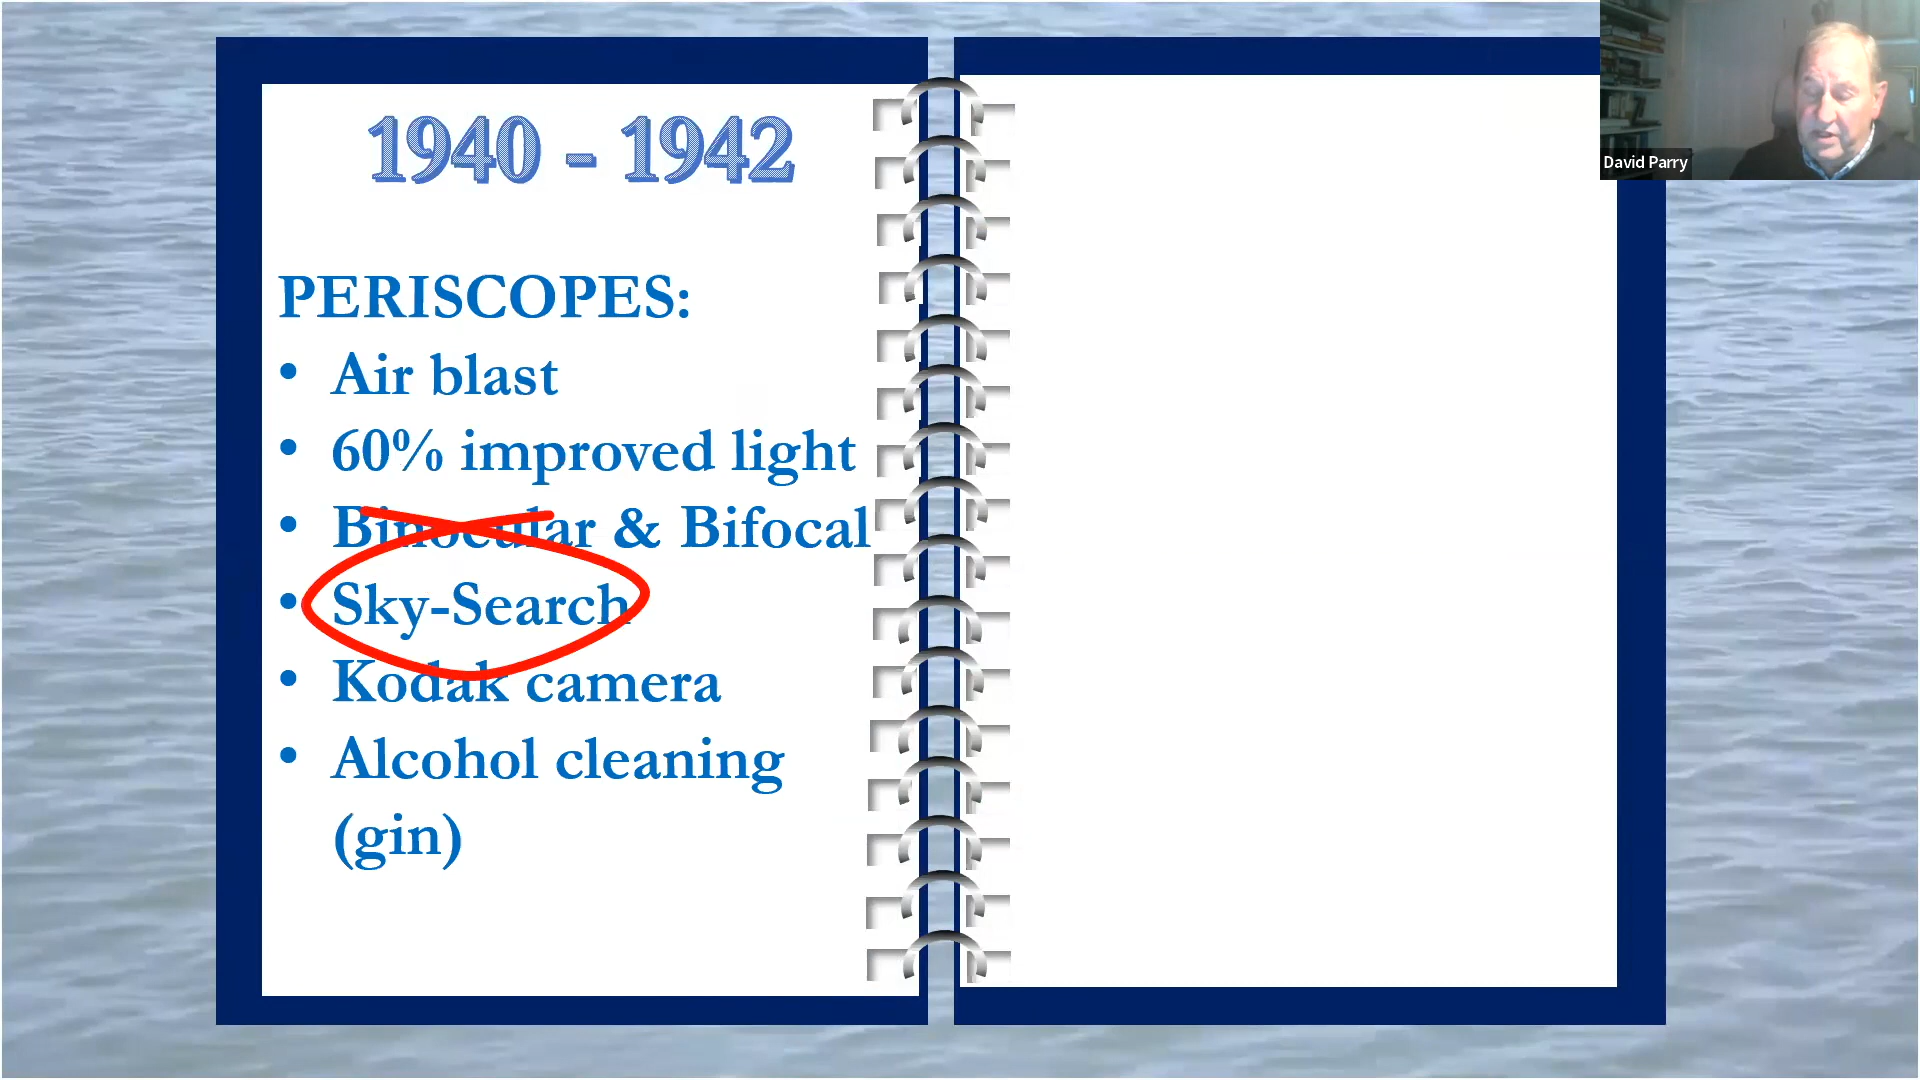 1940 - 1942
PERISCOPES:
• Air blast
• 60% improved light
• Binocular & Bifocal
• Sky-Search
• Kodak camera
• Alcohol cleaning
(gin)
David Parry